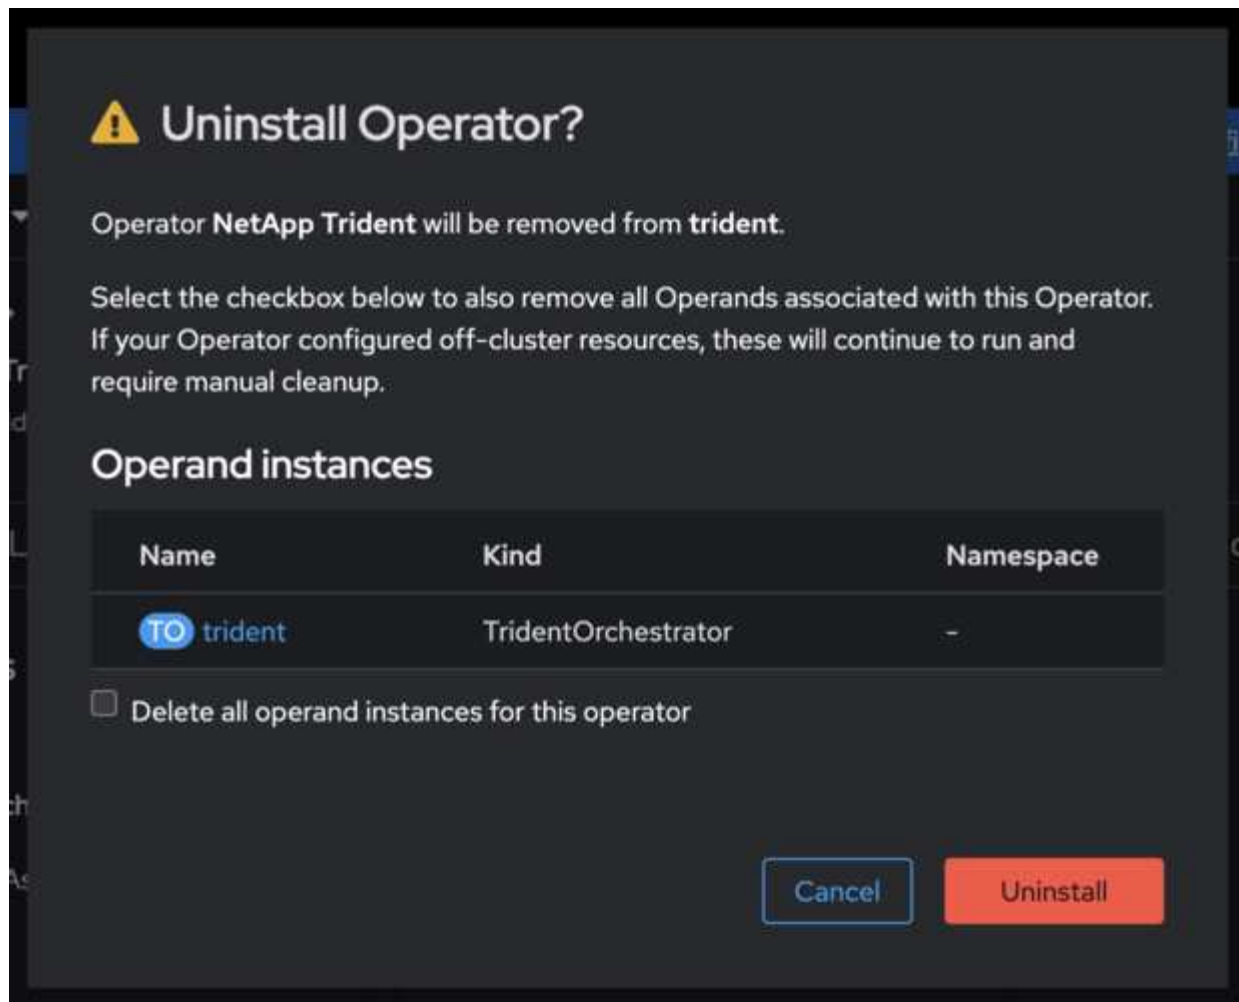 Uninstall Operator?
Operator NetApp Trident will be removed from trident.
Select the checkbox below to also remove all Operands associated with this Operator.
If your Operator configured off-cluster resources, these will continue to run and
require manual cleanup.
Operand instances
Name Kind Namespace
TO trident TridentOrchestrator -
Delete all operand instances for this operator
Cancel Uninstall